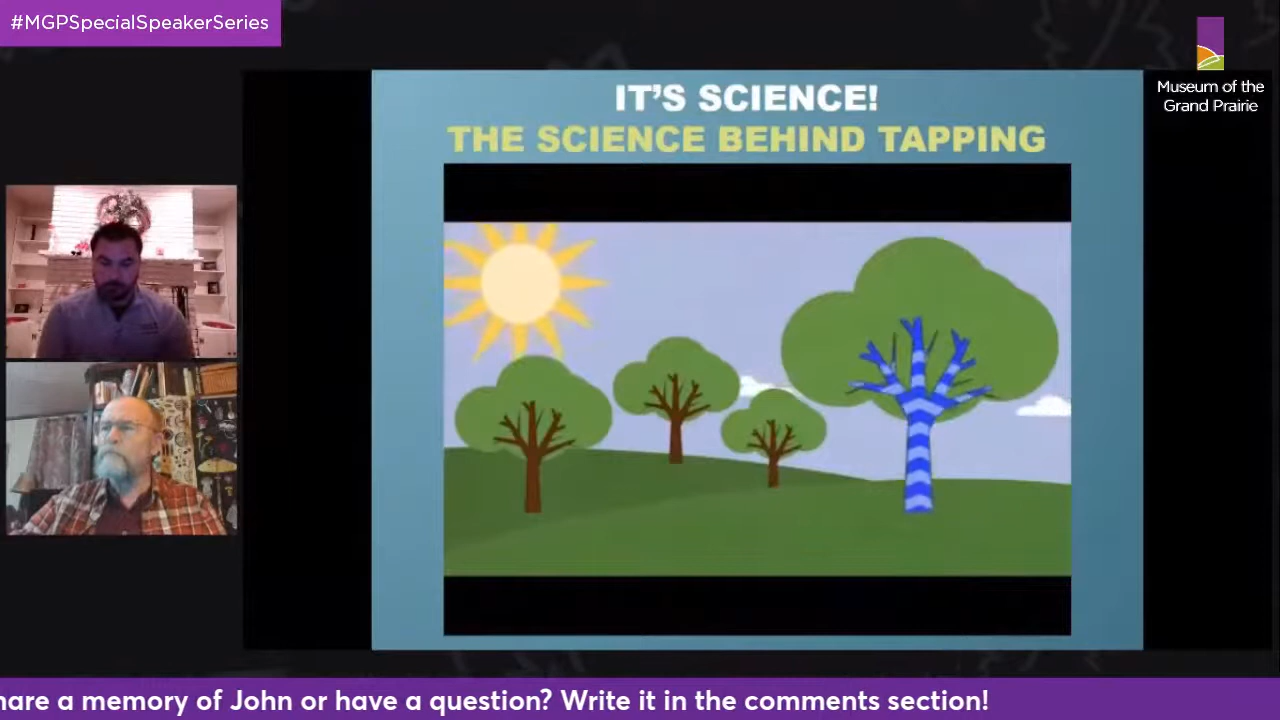 #MGPSpecialSpeakerSeries
Museum of the
Grand Prairie
IT'S SCIENCE!
THE SCIENCE BEHIND TAPPING
a memory of John or have a question? Write it in the comments section!